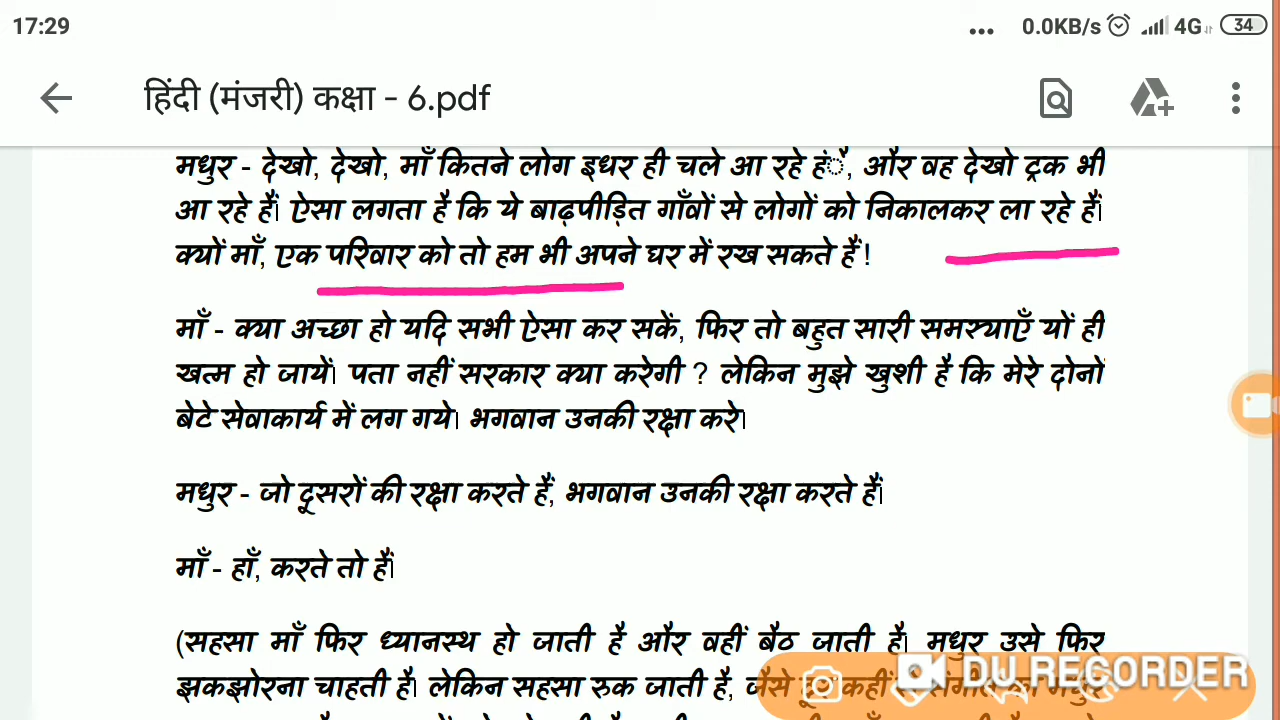 17:29 ... 0.0KB/s 4G 34
हिंदी (मंजरी) कक्षा - 6.pdf
मधुर - देखो, देखो, माँ कितने लोग इधर ही चले आ रहे हंै, और वह देखो ट्रक भी
आ रहे हैं। ऐसा लगता है कि ये बाढ़पीड़ित गाँवों से लोगों को निकालकर ला रहे हैं।
क्यों माँ, एक परिवार को तो हम भी अपने घर में रख सकते हैं !
माँ - क्या अच्छा हो यदि सभी ऐसा कर सकें, फिर तो बहुत सारी समस्याएँ यों ही
खत्म हो जायें। पता नहीं सरकार क्या करेगी ? लेकिन मुझे खुशी है कि मेरे दोनों
बेटे सेवाकार्य में लग गये। भगवान उनकी रक्षा करे।
मधुर - जो दूसरों की रक्षा करते हैं, भगवान उनकी रक्षा करते हैं।
माँ - हाँ, करते तो हैं।
(सहसा माँ फिर ध्यानस्थ हो जाती है और वहीं बैठ जाती है। मधुर उसे फिर
झकझोरना चाहती है। लेकिन सहसा रुक जाती है, जैसे दूर कहीं
DU RECORDER